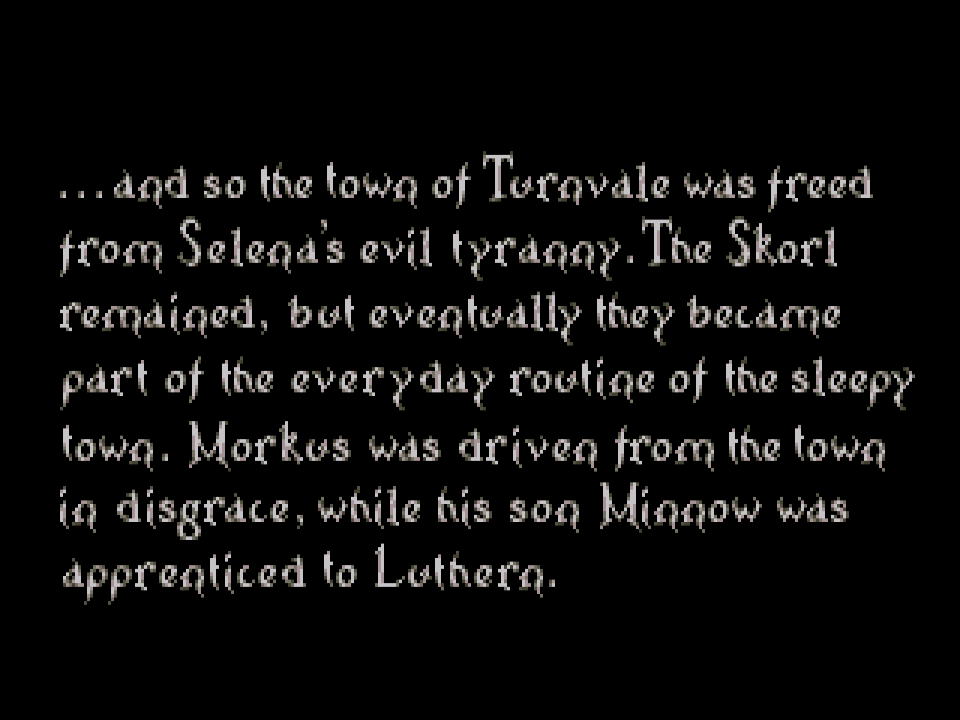 ...and so the town of Turnvale was freed
from Selena's evil tyranny. The Skorl
remained, but eventually they became
part of the everyday routine of the sleepy
town. Morkus was driven from the town
in disgrace, while his son Minnow was
apprenticed to Luthern.